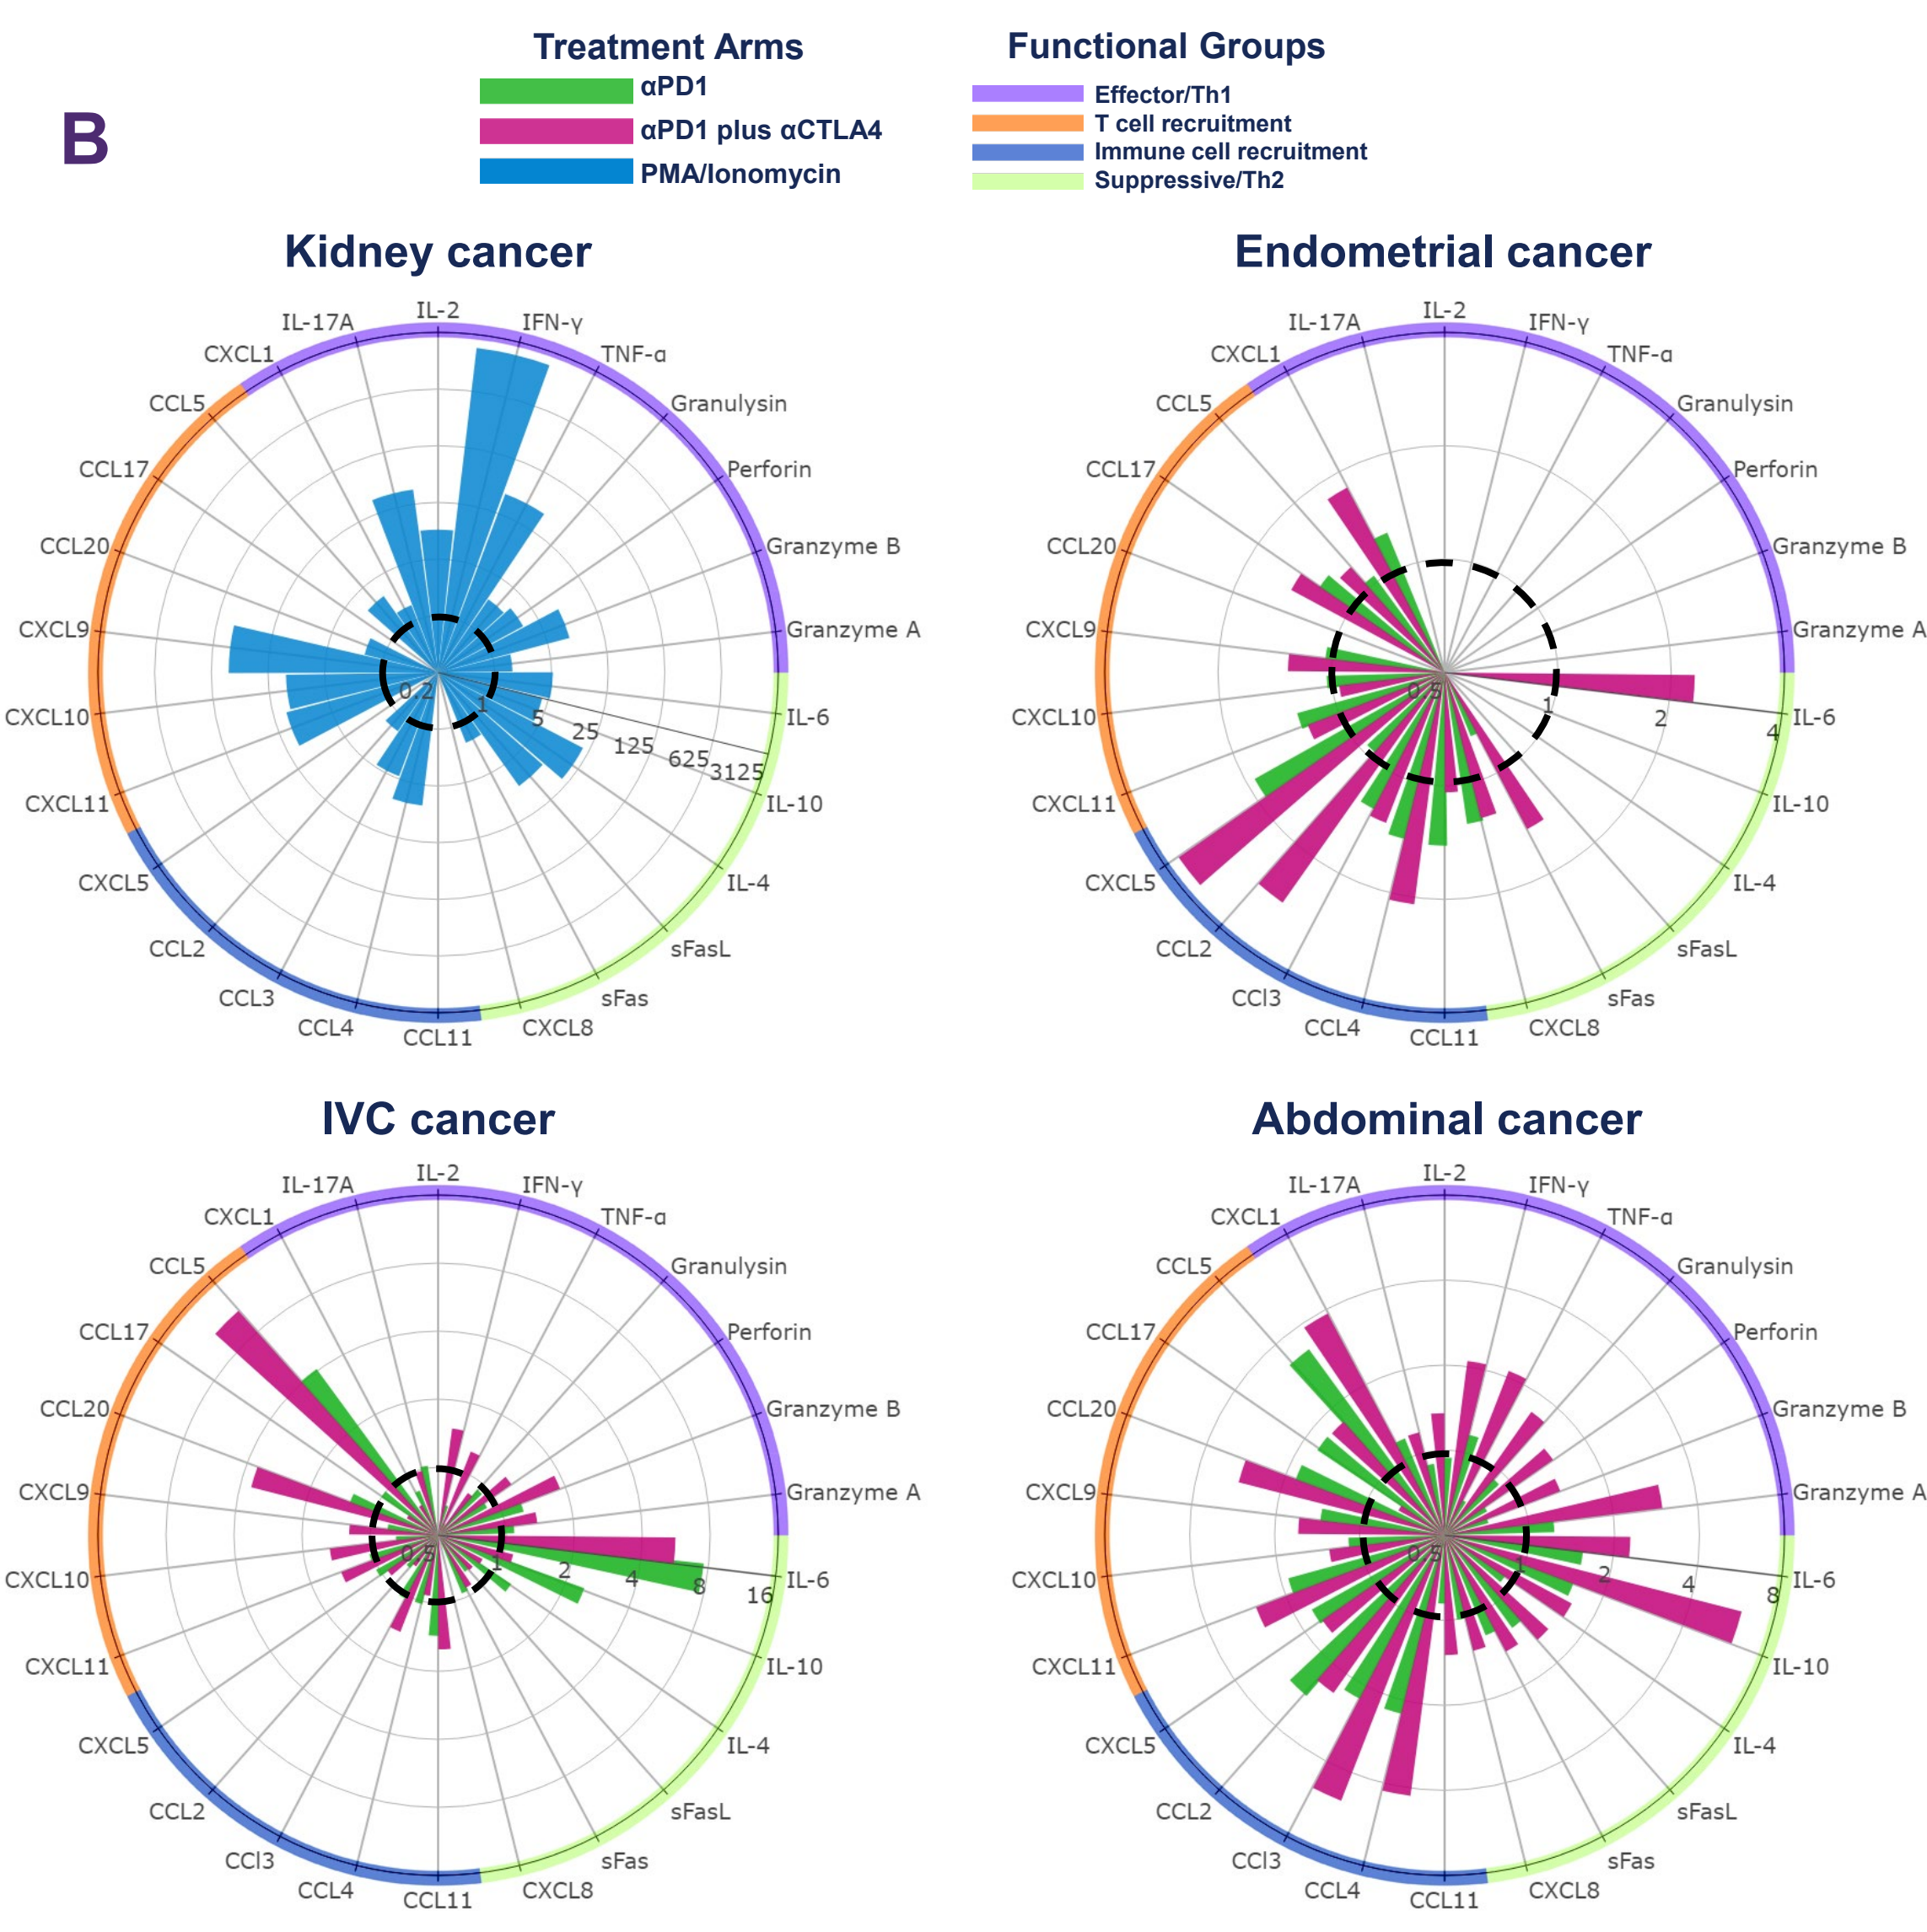 B
Treatment Arms
αPD1
αPD1 plus αCTLA4
PMA/Ionomycin
Functional Groups
Effector/Th1
T cell recruitment
Immune cell recruitment
Suppressive/Th2
Kidney cancer
IL-2
IFN-γ
TNF-α
Granulysin
Perforin
Granzyme B
Granzyme A
IL-6
IL-10
IL-4
sFasL
sFas
CXCL8
CCL11
CCL4
CCL3
CCL2
CXCL5
CXCL11
CXCL10
CXCL9
CCL20
CCL17
CCL5
CXCL1
IL-17A
0.2
1
5
25
125
625
3125
Endometrial cancer
IL-2
IFN-γ
TNF-α
Granulysin
Perforin
Granzyme B
Granzyme A
IL-6
IL-10
IL-4
sFasL
sFas
CXCL8
CCL11
CCL4
CCl3
CCL2
CXCL5
CXCL11
CXCL10
CXCL9
CCL20
CCL17
CCL5
CXCL1
IL-17A
0.5
1
2
4
IVC cancer
IL-2
IFN-γ
TNF-α
Granulysin
Perforin
Granzyme B
Granzyme A
IL-6
IL-10
IL-4
sFasL
sFas
CXCL8
CCL11
CCL4
CCl3
CCL2
CXCL5
CXCL11
CXCL10
CXCL9
CCL20
CCL17
CCL5
CXCL1
IL-17A
0.5
1
2
4
8
16
Abdominal cancer
IL-2
IFN-γ
TNF-α
Granulysin
Perforin
Granzyme B
Granzyme A
IL-6
IL-10
IL-4
sFasL
sFas
CXCL8
CCL11
CCL4
CCl3
CCL2
CXCL5
CXCL11
CXCL10
CXCL9
CCL20
CCL17
CCL5
CXCL1
IL-17A
0.5
1
2
4
8